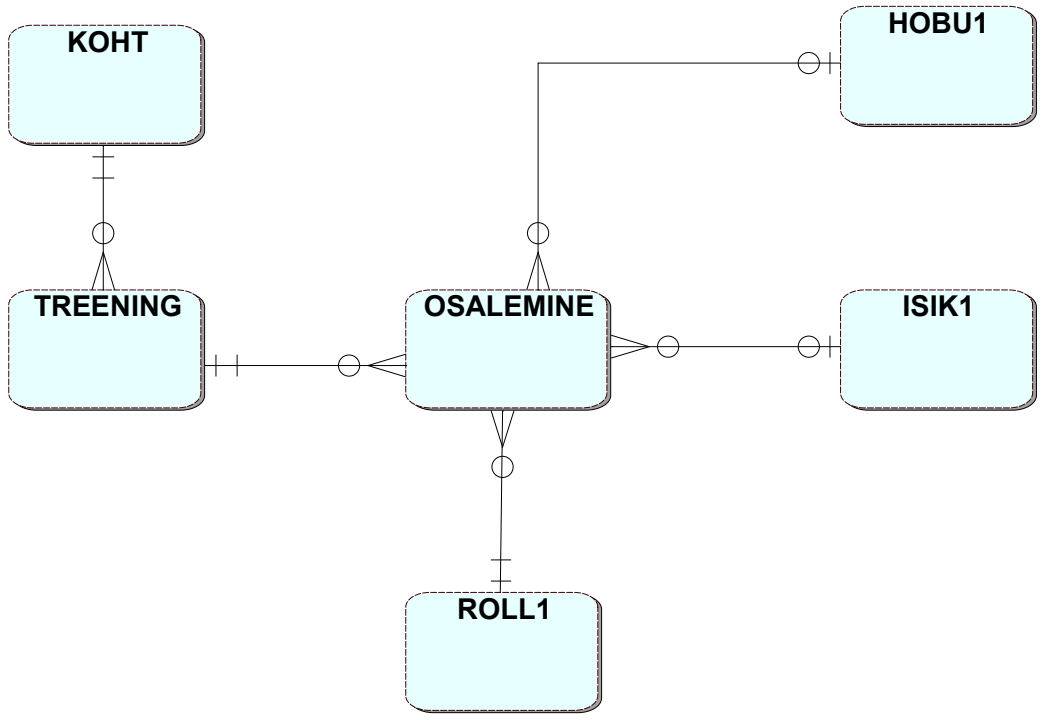 KOHT
HOBU1
TREENING
OSALEMINE
ISIK1
ROLL1